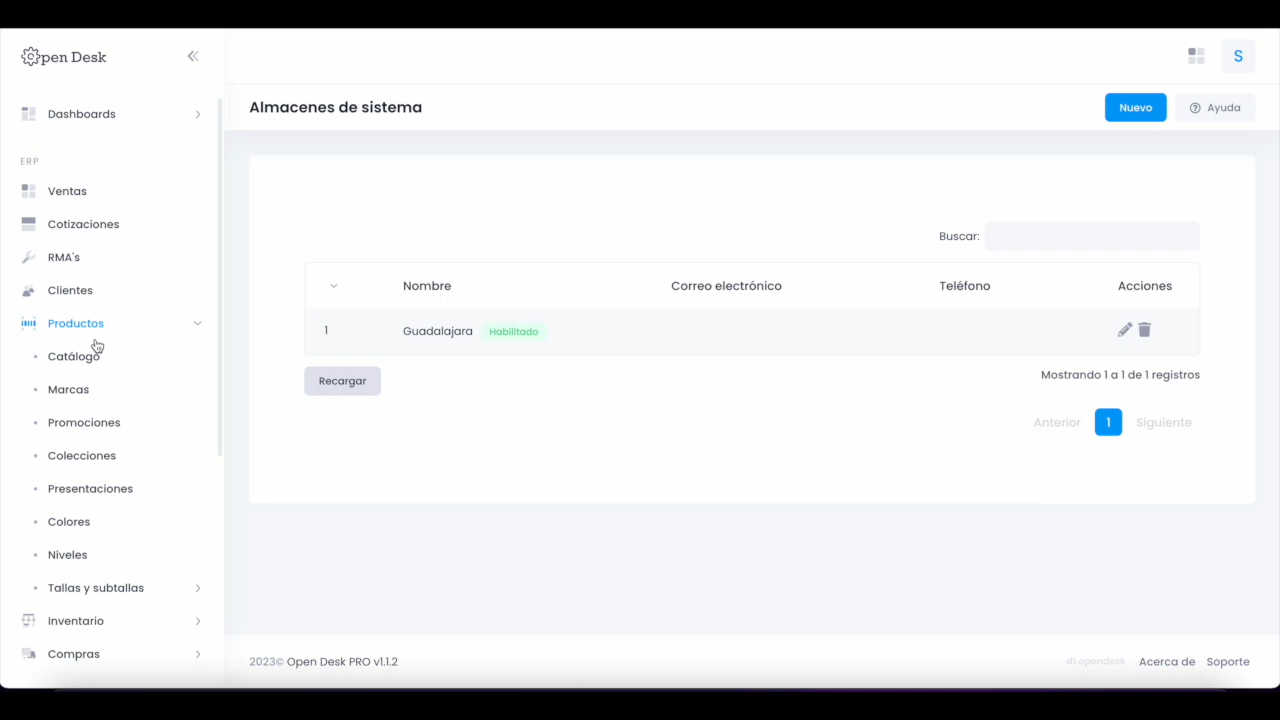 Open Desk
Dashboards
ERP
Ventas
Cotizaciones
RMA's
Clientes
Productos
Catálogo
Marcas
Promociones
Colecciones
Presentaciones
Colores
Niveles
Tallas y subtallas
Inventario
Compras
S
Almacenes de sistema
Nuevo
Ayuda
Buscar:
Nombre Correo electrónico Teléfono Acciones
1 Guadalajara Habilitado
Recargar
Mostrando 1 a 1 de 1 registros
Anterior 1 Siguiente
2023© Open Desk PRO v1.1.2
d1.opendesk Acerca de Soporte